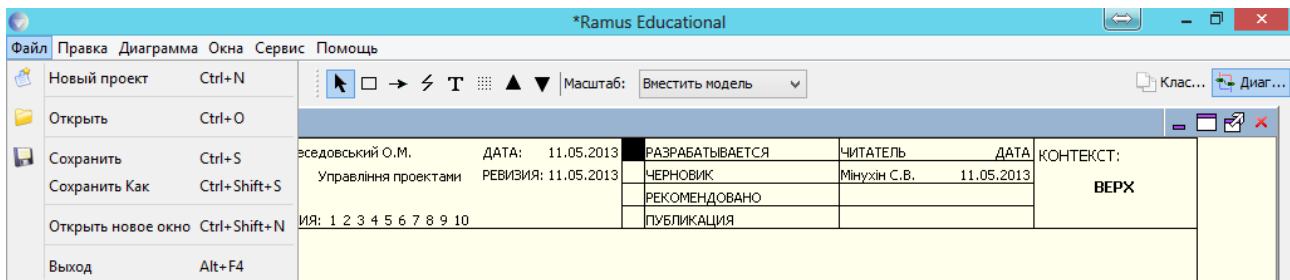 *Ramus Educational
Файл Правка Диаграмма Окна Сервис Помощь
Новый проект Ctrl+N
Открыть Ctrl+O
Сохранить Ctrl+S
Сохранить Как Ctrl+Shift+S
Открыть новое окно Ctrl+Shift+N
Выход Alt+F4
T Масштаб: Вместить модель Клас... Диаг...
еседовський О.М. ДАТА: 11.05.2013 РАЗРАБАТЫВАЕТСЯ ЧИТАТЕЛЬ ДАТА КОНТЕКСТ:
Управління проектами РЕВИЗИЯ: 11.05.2013 ЧЕРНОВИК Мінухін С.В. 11.05.2013 ВЕРХ
РЕКОМЕНДОВАНО
ИЯ: 1 2 3 4 5 6 7 8 9 10 ПУБЛИКАЦИЯ